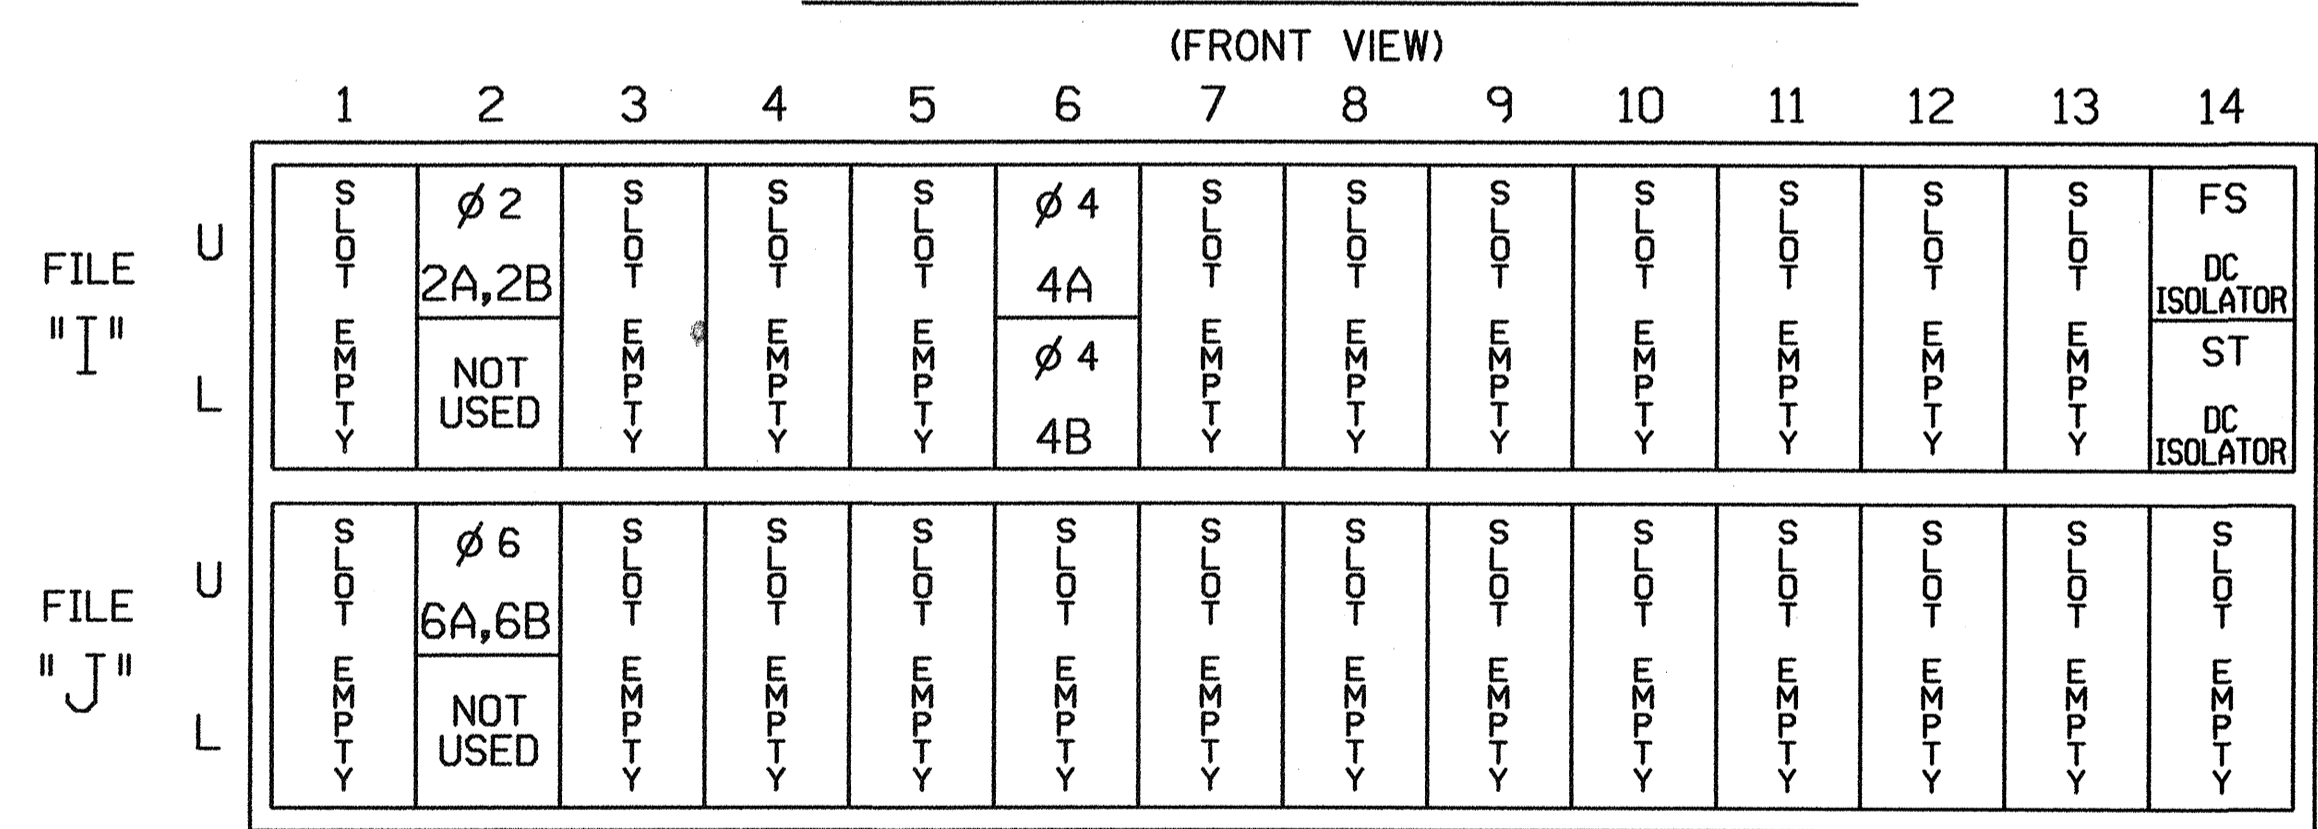 (FRONT VIEW)
1 2 3 4 5 6 7 8 9 10 11 12 13 14
FILE "I"
U
L
SLOT EMPTY
ø 2
2A,2B
NOT USED
SLOT EMPTY
SLOT EMPTY
SLOT EMPTY
ø 4
4A
ø 4
4B
SLOT EMPTY
SLOT EMPTY
SLOT EMPTY
SLOT EMPTY
SLOT EMPTY
SLOT EMPTY
SLOT EMPTY
FS
DC
ISOLATOR
ST
DC
ISOLATOR
FILE "J"
U
L
SLOT EMPTY
ø 6
6A,6B
NOT USED
SLOT EMPTY
SLOT EMPTY
SLOT EMPTY
SLOT EMPTY
SLOT EMPTY
SLOT EMPTY
SLOT EMPTY
SLOT EMPTY
SLOT EMPTY
SLOT EMPTY
SLOT EMPTY
SLOT EMPTY